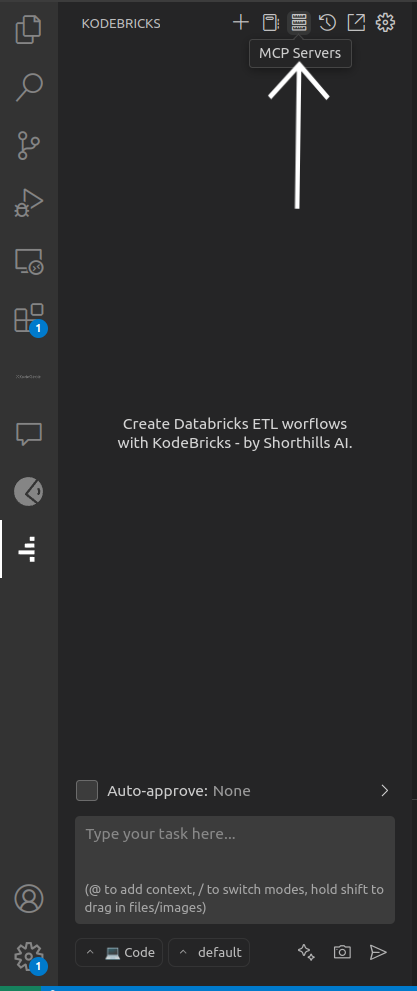 KODEBRICKS
MCP Servers
1
Create Databricks ETL worflows
with KodeBricks - by Shorthills AI.
Auto-approve: None
Type your task here...
(@ to add context, / to switch modes, hold shift to
drag in files/images)
Code
default
1